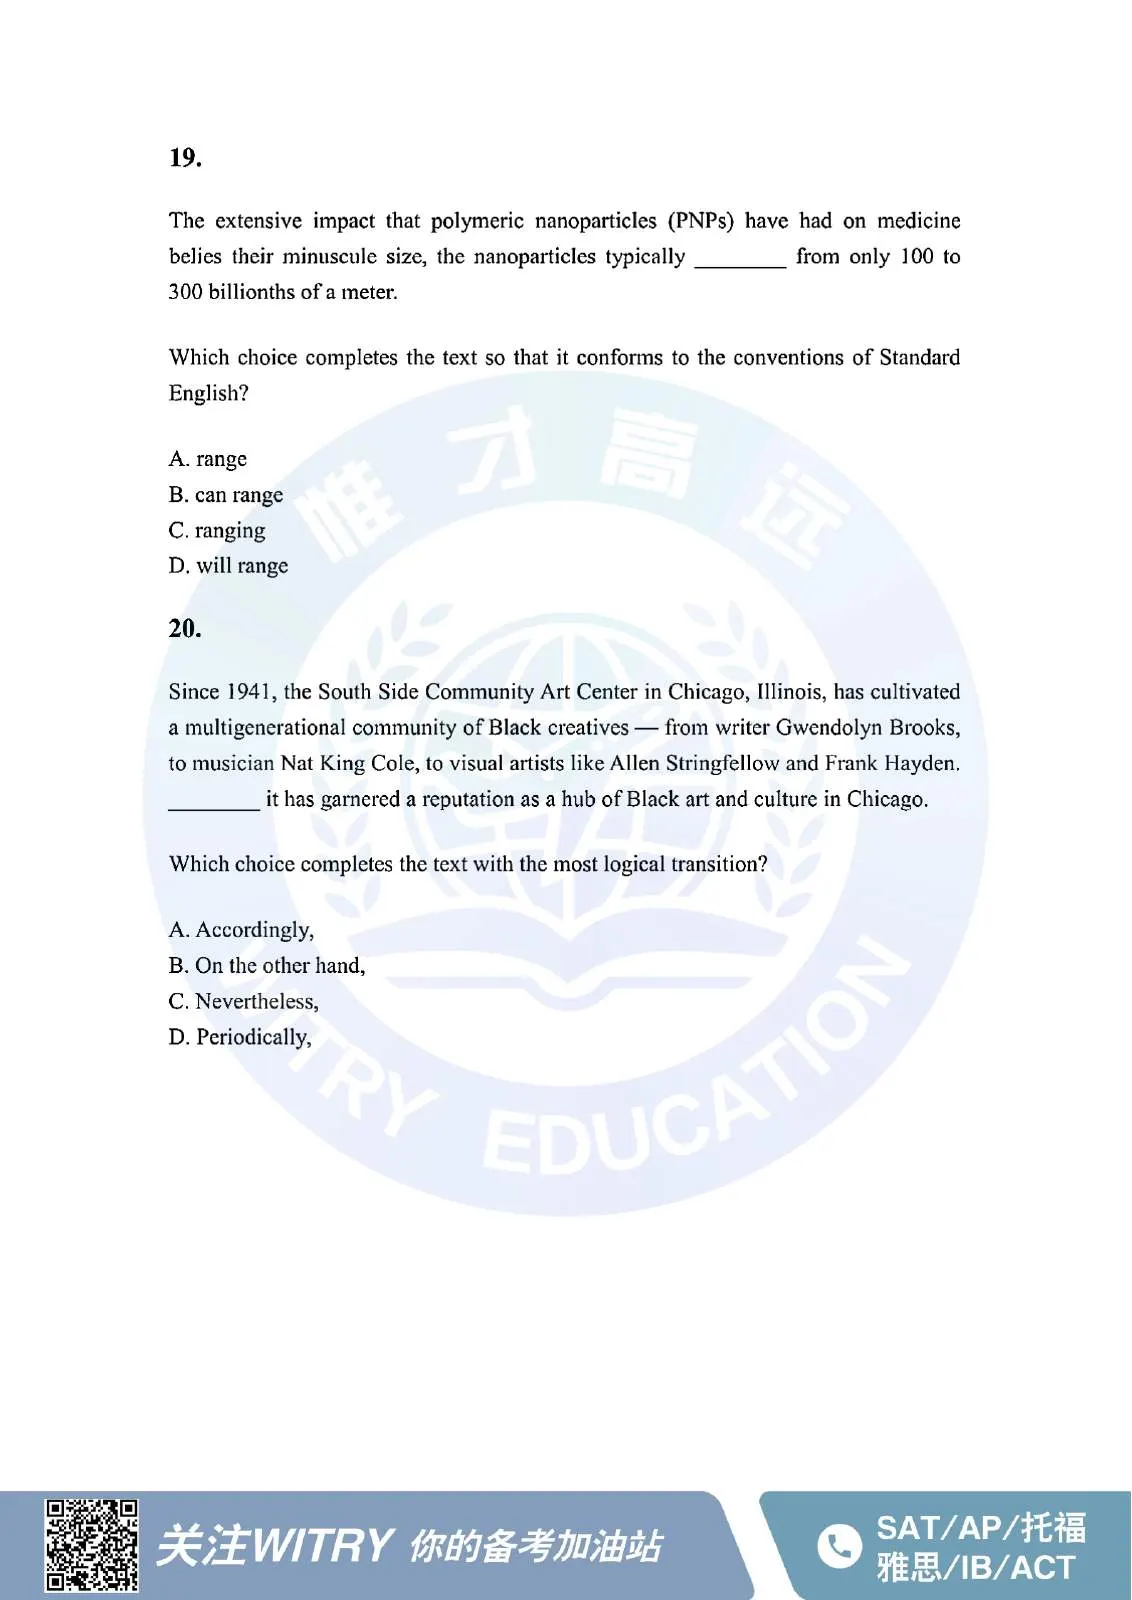 19.
The extensive impact that polymeric nanoparticles (PNPs) have had on medicine
belies their minuscule size, the nanoparticles typically ________ from only 100 to
300 billionths of a meter.
Which choice completes the text so that it conforms to the conventions of Standard
English?
A. range
B. can range
C. ranging
D. will range
20.
Since 1941, the South Side Community Art Center in Chicago, Illinois, has cultivated
a multigenerational community of Black creatives — from writer Gwendolyn Brooks,
to musician Nat King Cole, to visual artists like Allen Stringfellow and Frank Hayden.
________ it has garnered a reputation as a hub of Black art and culture in Chicago.
Which choice completes the text with the most logical transition?
A. Accordingly,
B. On the other hand,
C. Nevertheless,
D. Periodically,
惟才高远
WITRY EDUCATION
关注WITRY 你的备考加油站
SAT/AP/托福
雅思/IB/ACT